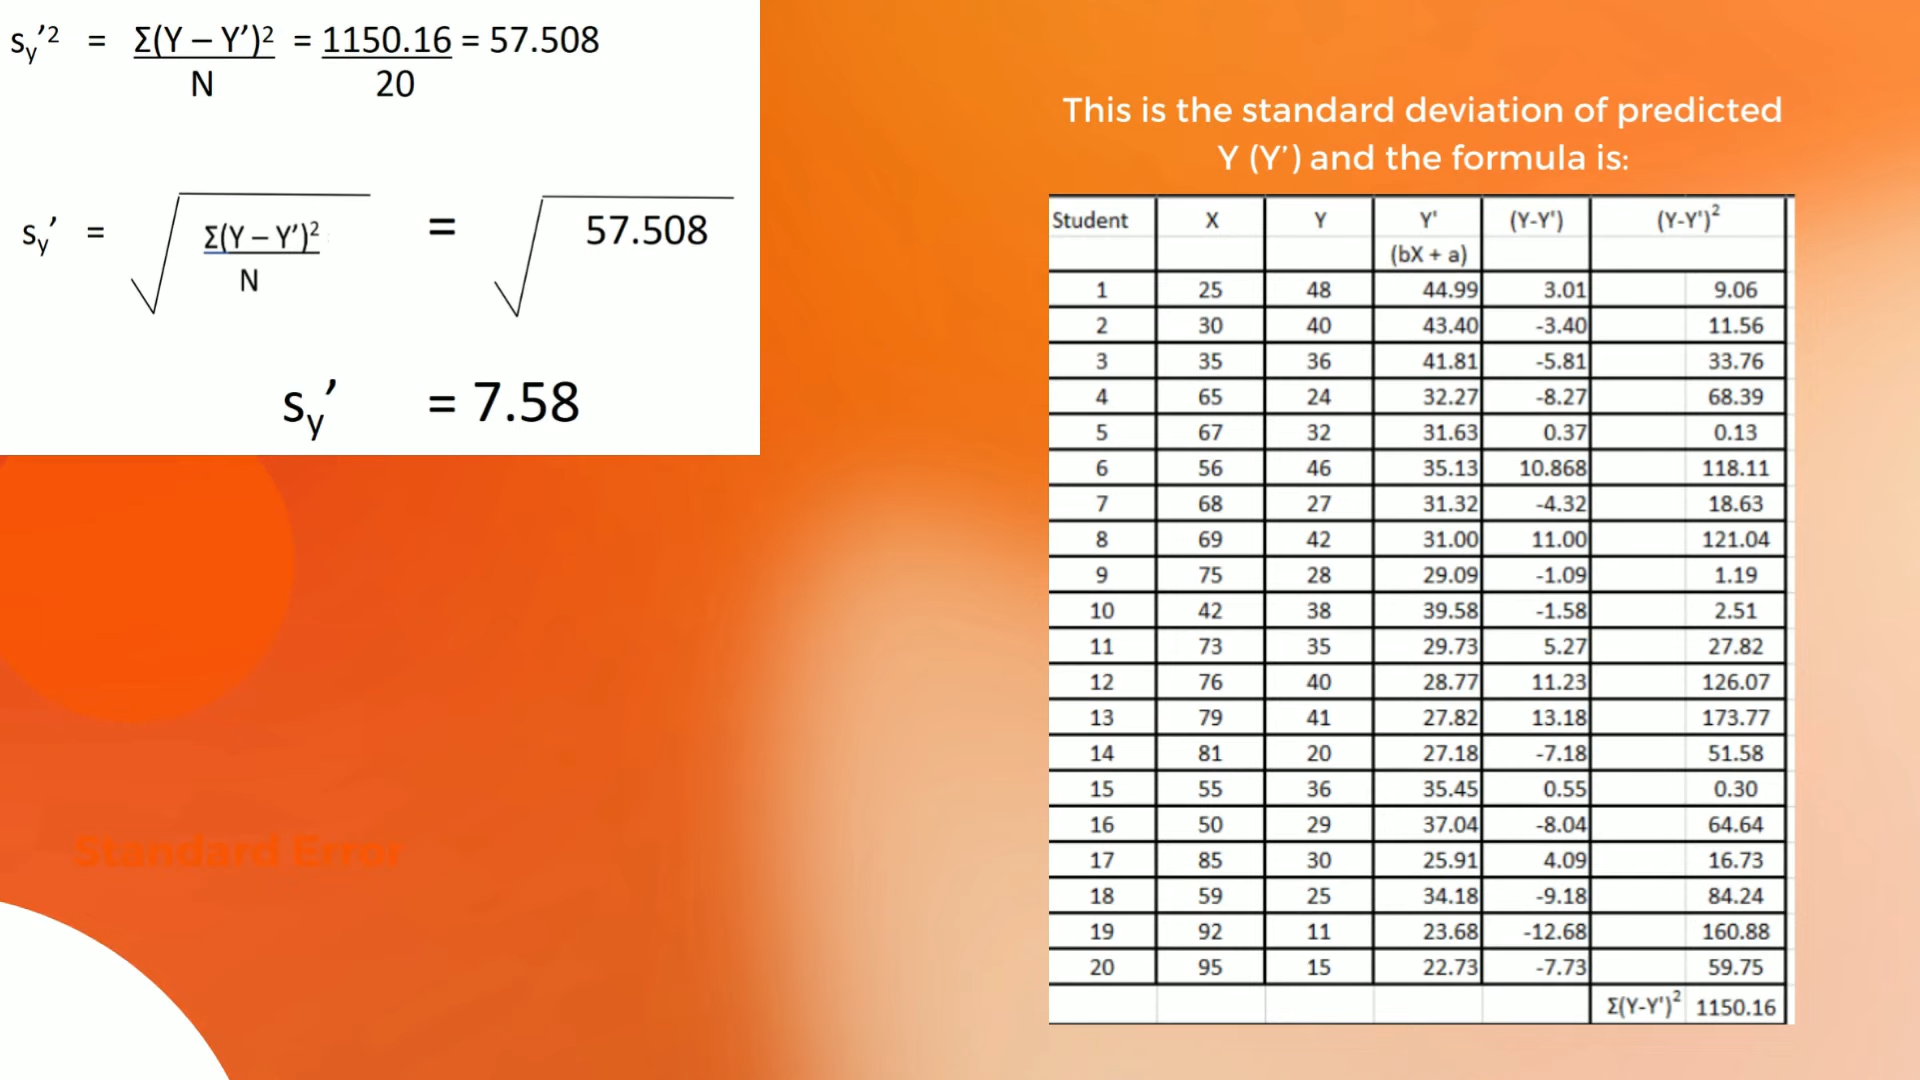 s_y'² = Σ(Y – Y')² = 1150.16 = 57.508
N 20
s_y' = √ Σ(Y – Y')² = √ 57.508
N
s_y' = 7.58
This is the standard deviation of predicted
Y (Y') and the formula is:
Student X Y Y' (Y-Y') (Y-Y')²
(bX + a)
1 25 48 44.99 3.01 9.06
2 30 40 43.40 -3.40 11.56
3 35 36 41.81 -5.81 33.76
4 65 24 32.27 -8.27 68.39
5 67 32 31.63 0.37 0.13
6 56 46 35.13 10.868 118.11
7 68 27 31.32 -4.32 18.63
8 69 42 31.00 11.00 121.04
9 75 28 29.09 -1.09 1.19
10 42 38 39.58 -1.58 2.51
11 73 35 29.73 5.27 27.82
12 76 40 28.77 11.23 126.07
13 79 41 27.82 13.18 173.77
14 81 20 27.18 -7.18 51.58
15 55 36 35.45 0.55 0.30
16 50 29 37.04 -8.04 64.64
17 85 30 25.91 4.09 16.73
18 59 25 34.18 -9.18 84.24
19 92 11 23.68 -12.68 160.88
20 95 15 22.73 -7.73 59.75
Σ(Y-Y')² 1150.16
Standard Error